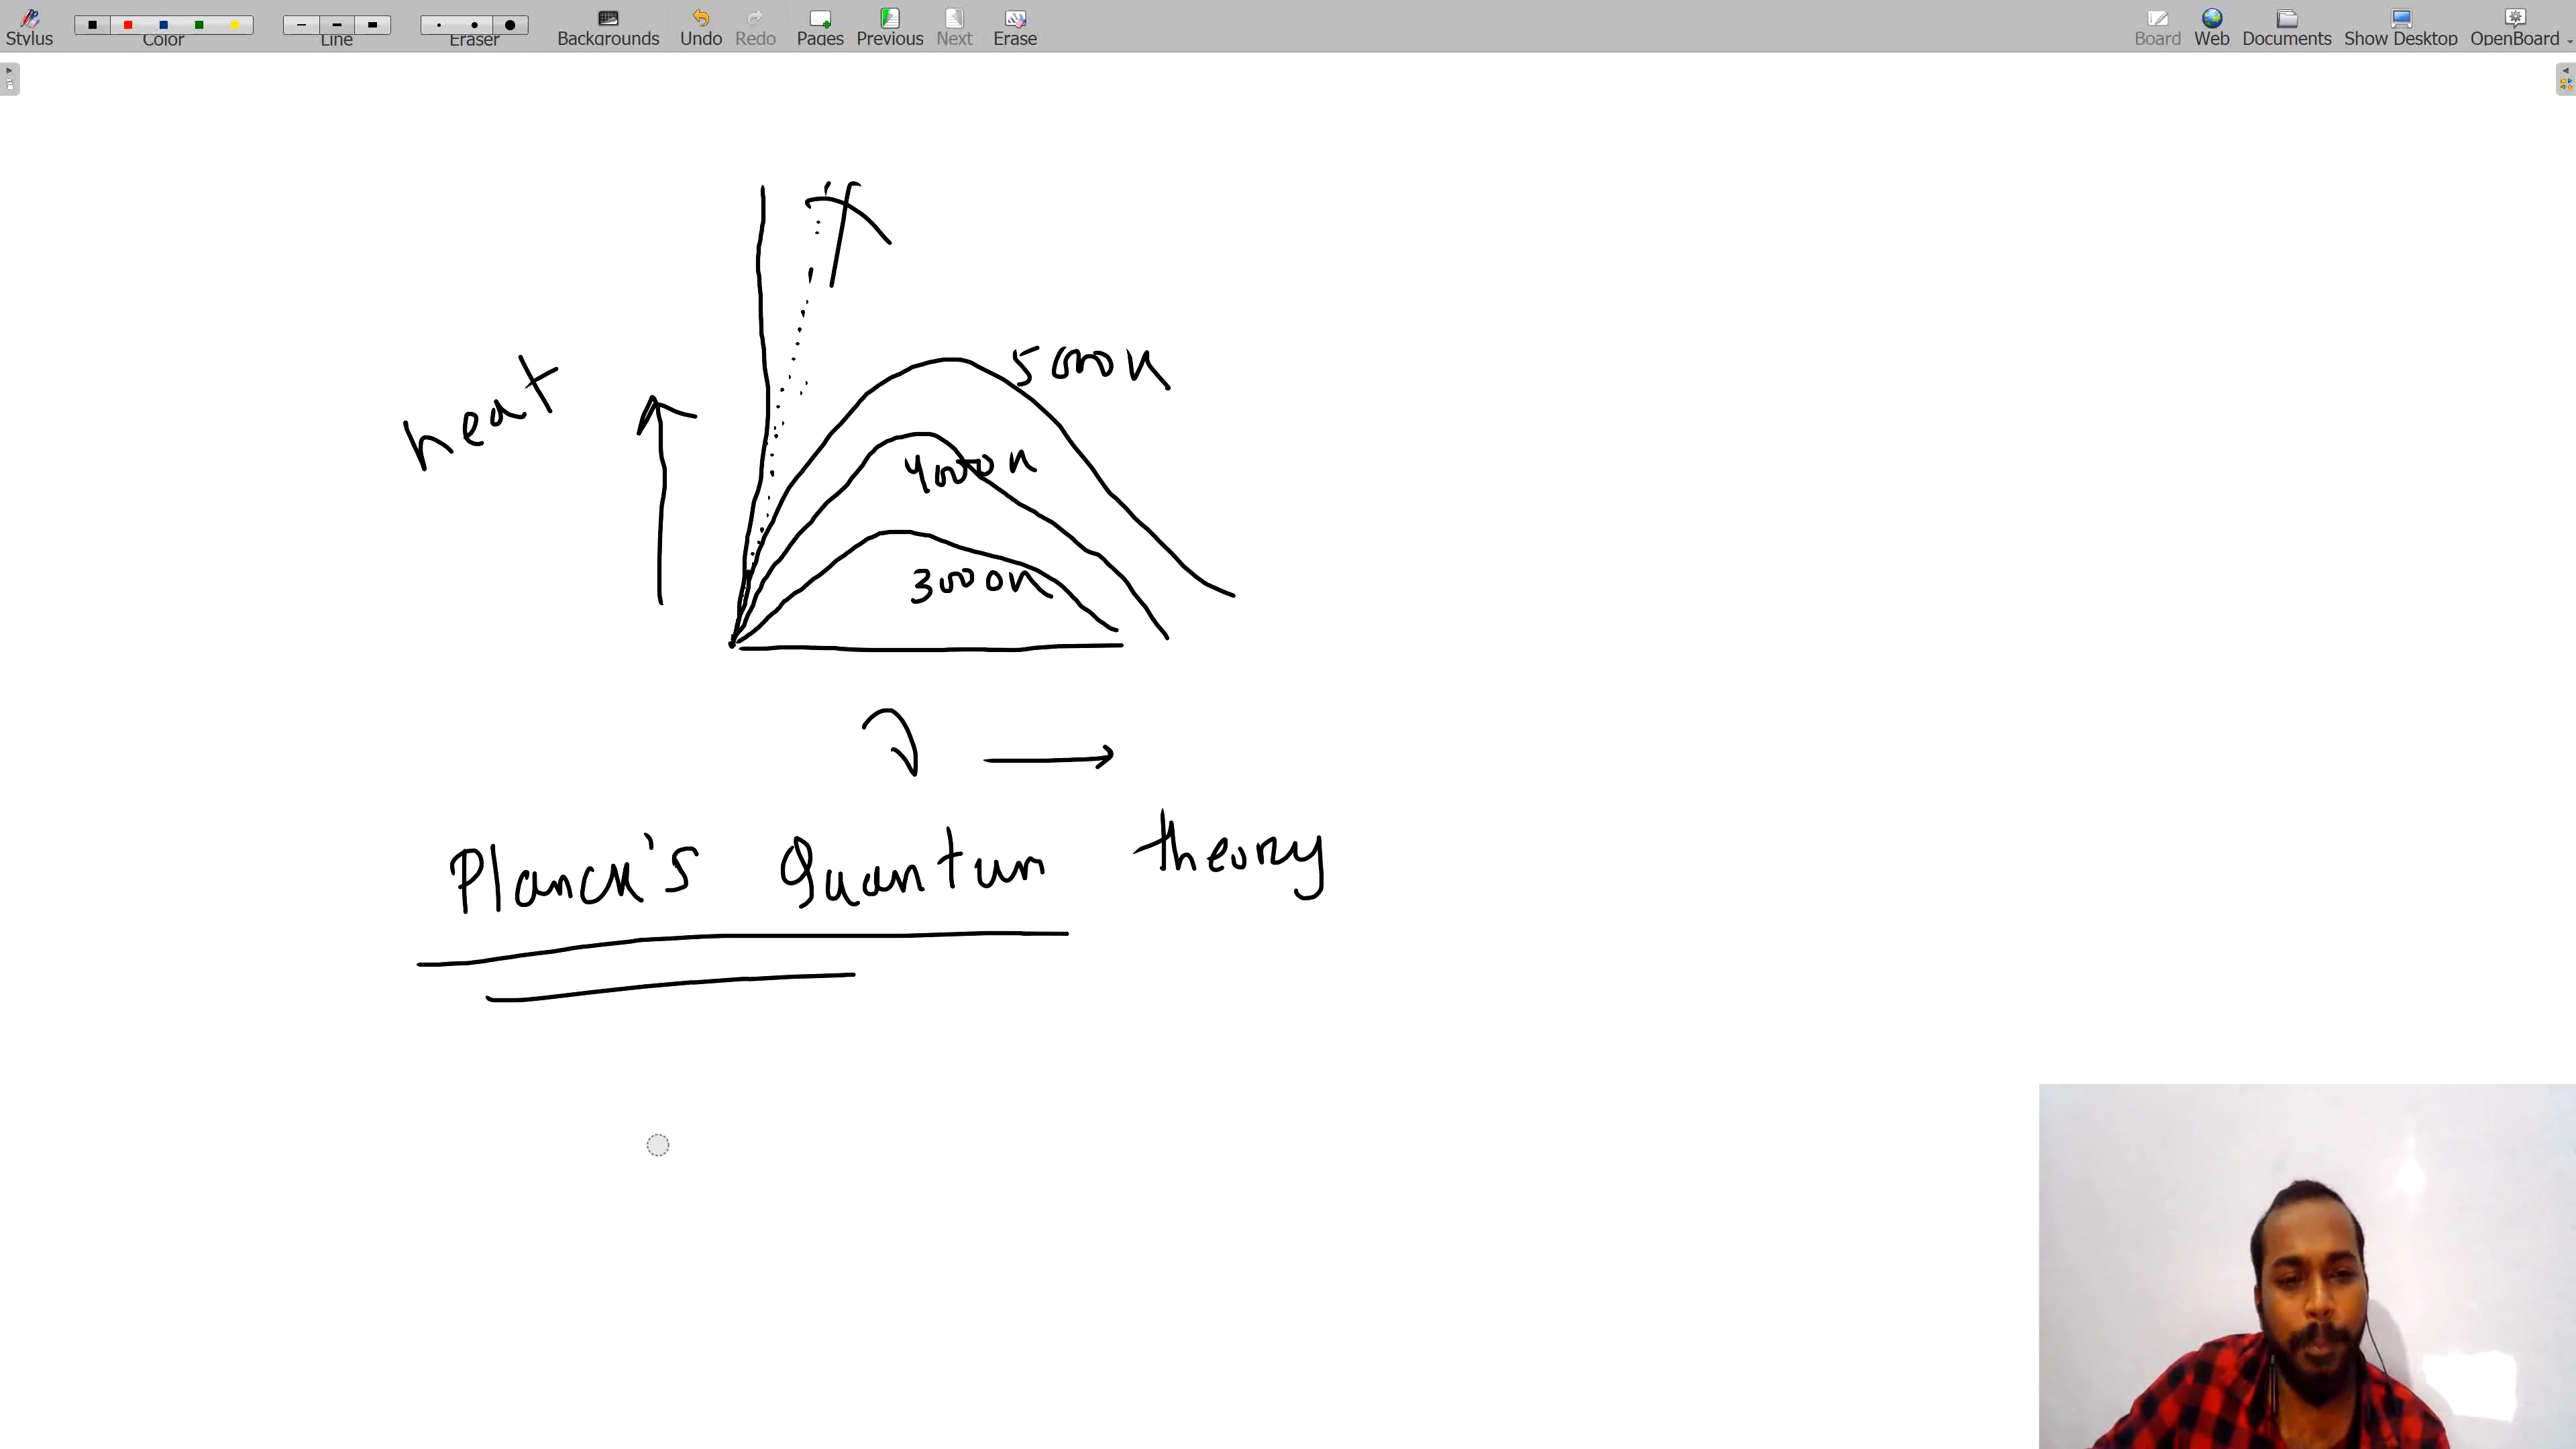 Stylus Color Line Eraser Backgrounds Undo Redo Pages Previous Next Erase Board Web Documents Show Desktop OpenBoard
heat
5000K
4000K
3000K
Planck's Quantum theory